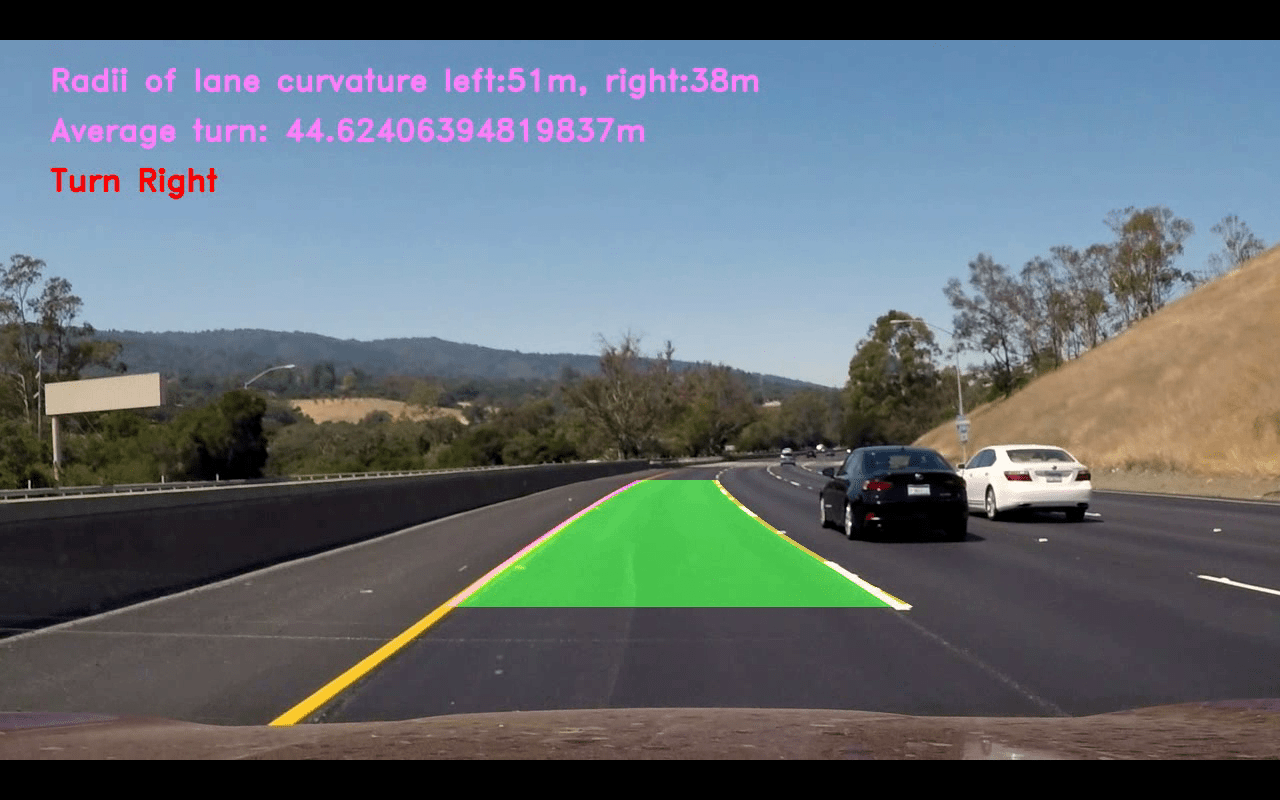 Radii of lane curvature left:51m, right:38m
Average turn: 44.62406394819837m
Turn Right